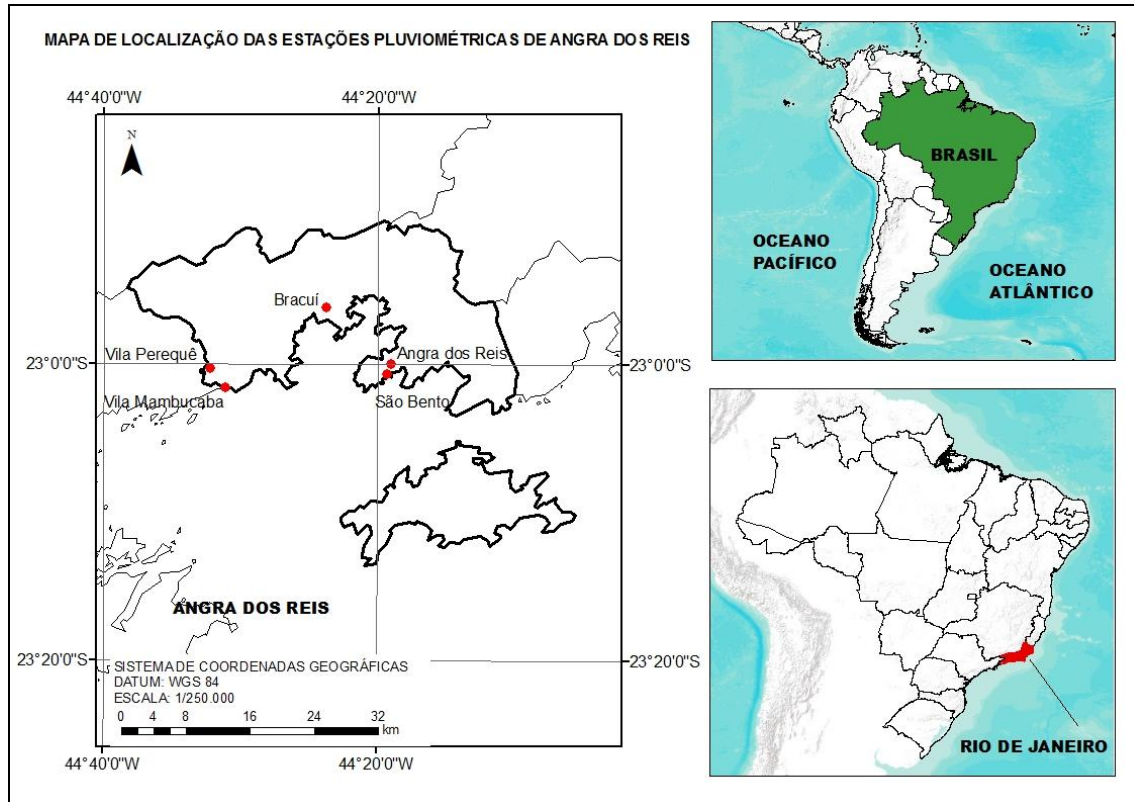 MAPA DE LOCALIZAÇÃO DAS ESTAÇÕES PLUVIOMÉTRICAS DE ANGRA DOS REIS
44°40'0"W
44°20'0"W
N
Bracuí
Vila Perequê
Angra dos Reis
23°0'0"S
23°0'0"S
Vila Mambucaba
São Bento
ANGRA DOS REIS
23°20'0"S
23°20'0"S
SISTEMA DE COORDENADAS GEOGRÁFICAS
DATUM: WGS 84
ESCALA: 1/250.000
0 4 8 16 24 32
km
44°40'0"W
44°20'0"W
BRASIL
OCEANO
PACÍFICO
OCEANO
ATLÂNTICO
RIO DE JANEIRO